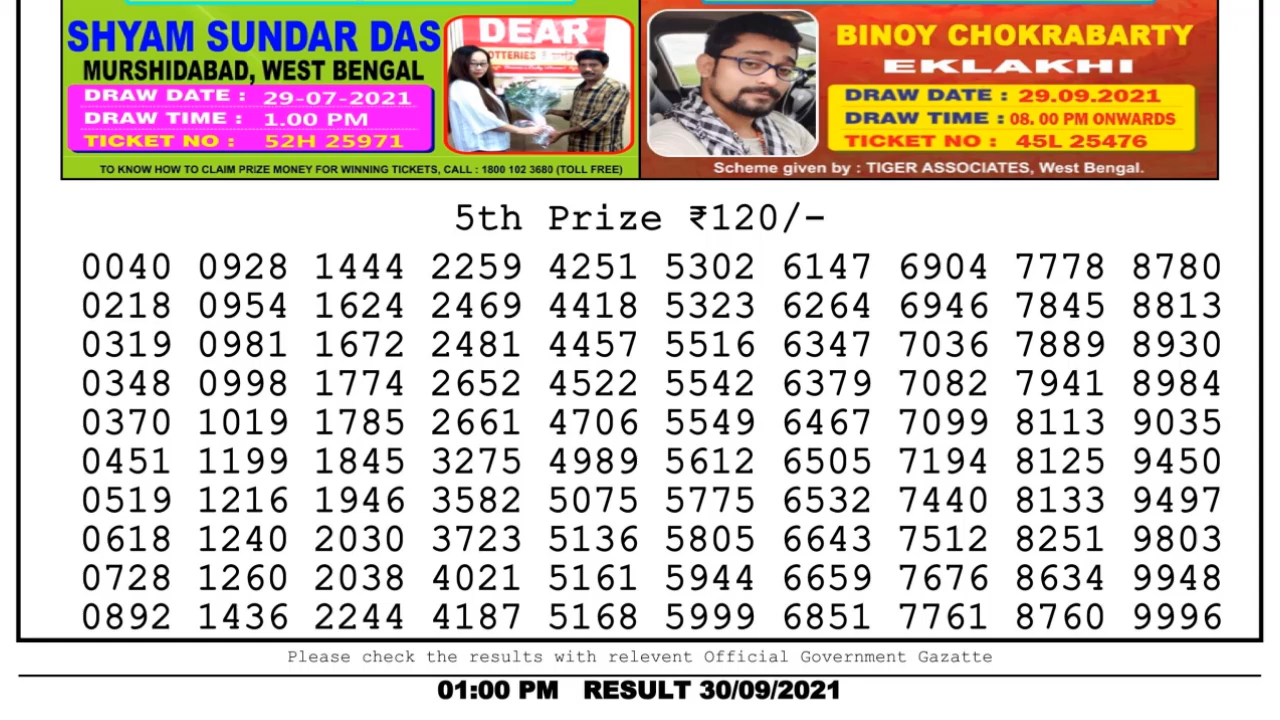 SHYAM SUNDAR DAS
MURSHIDABAD, WEST BENGAL
DRAW DATE : 29-07-2021
DRAW TIME : 1.00 PM
TICKET NO : 52H 25971
DEAR
LOTTERIES
TO KNOW HOW TO CLAIM PRIZE MONEY FOR WINNING TICKETS, CALL : 1800 102 3680 (TOLL FREE)
BINOY CHOKRABARTY
EKLAKHI
DRAW DATE : 29.09.2021
DRAW TIME : 08. 00 PM ONWARDS
TICKET NO : 45L 25476
Scheme given by : TIGER ASSOCIATES, West Bengal.
5th Prize ₹120/-
0040 0928 1444 2259 4251 5302 6147 6904 7778 8780
0218 0954 1624 2469 4418 5323 6264 6946 7845 8813
0319 0981 1672 2481 4457 5516 6347 7036 7889 8930
0348 0998 1774 2652 4522 5542 6379 7082 7941 8984
0370 1019 1785 2661 4706 5549 6467 7099 8113 9035
0451 1199 1845 3275 4989 5612 6505 7194 8125 9450
0519 1216 1946 3582 5075 5775 6532 7440 8133 9497
0618 1240 2030 3723 5136 5805 6643 7512 8251 9803
0728 1260 2038 4021 5161 5944 6659 7676 8634 9948
0892 1436 2244 4187 5168 5999 6851 7761 8760 9996
Please check the results with relevent Official Government Gazatte
01:00 PM RESULT 30/09/2021